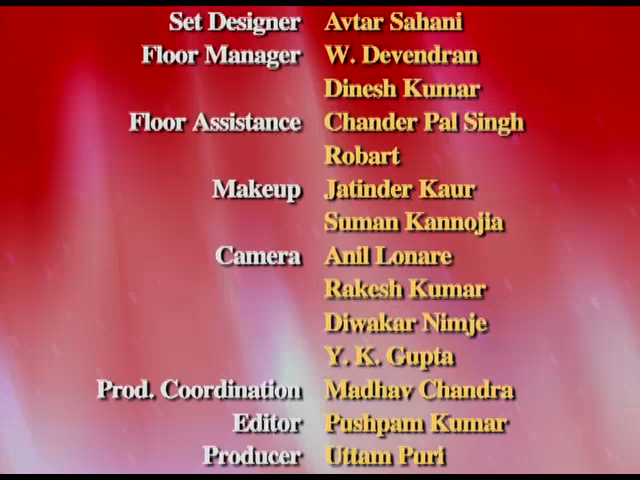 Set Designer Avtar Sahani
Floor Manager W. Devendran
Dinesh Kumar
Floor Assistance Chander Pal Singh
Robart
Makeup Jatinder Kaur
Suman Kannojia
Camera Anil Lonare
Rakesh Kumar
Diwakar Nimje
Y. K. Gupta
Prod. Coordination Madhav Chandra
Editor Pushpam Kumar
Producer Uttam Puri